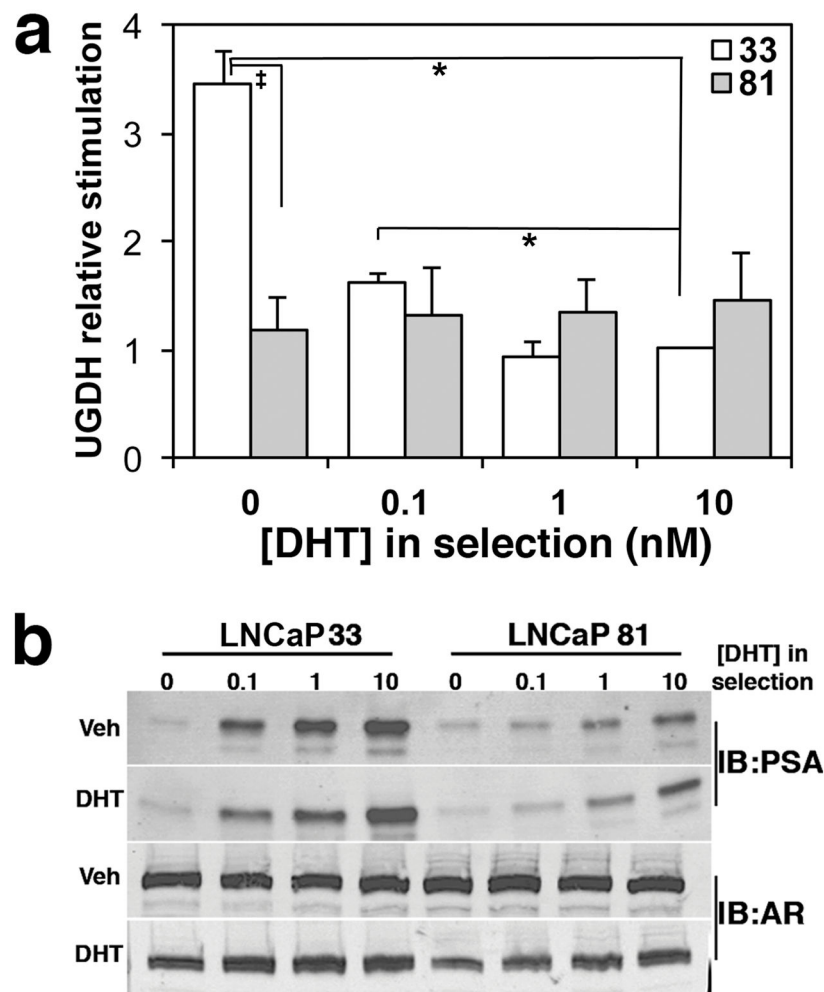 a
UGDH relative stimulation
4
3
2
1
0
33
81
‡
*
*
0 0.1 1 10
[DHT] in selection (nM)
b
LNCaP 33 LNCaP 81 [DHT] in
0 0.1 1 10 0 0.1 1 10 selection
Veh
IB:PSA
DHT
Veh
IB:AR
DHT